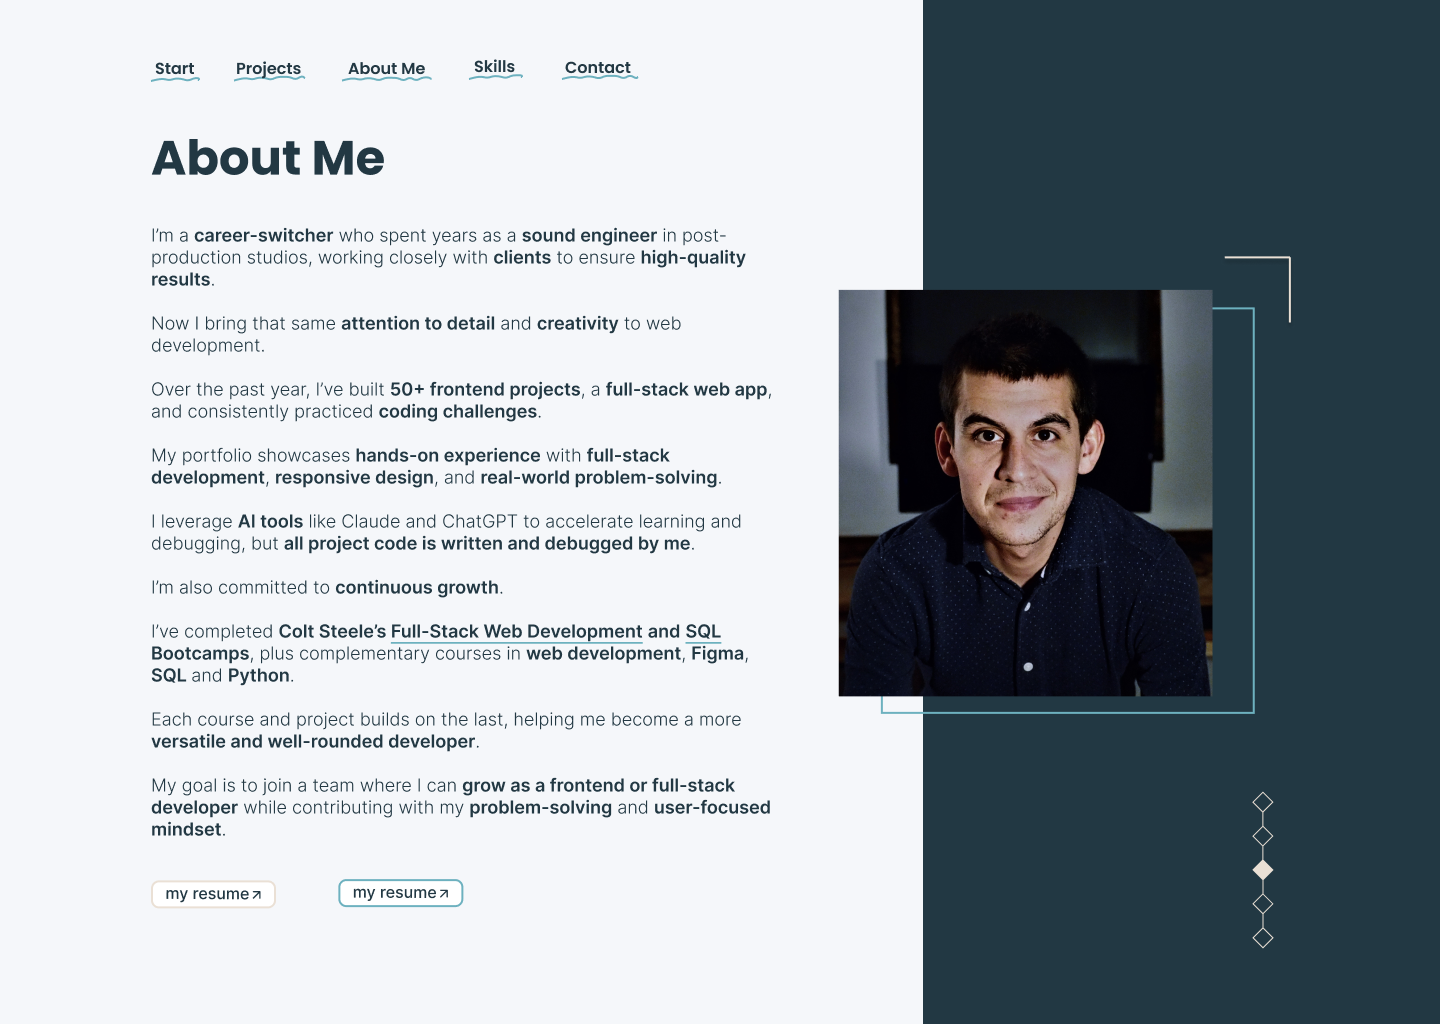 Start Projects About Me Skills Contact
About Me
I’m a career-switcher who spent years as a sound engineer in post-
production studios, working closely with clients to ensure high-quality
results.
Now I bring that same attention to detail and creativity to web
development.
Over the past year, I’ve built 50+ frontend projects, a full-stack web app,
and consistently practiced coding challenges.
My portfolio showcases hands-on experience with full-stack
development, responsive design, and real-world problem-solving.
I leverage AI tools like Claude and ChatGPT to accelerate learning and
debugging, but all project code is written and debugged by me.
I’m also committed to continuous growth.
I’ve completed Colt Steele’s Full-Stack Web Development and SQL
Bootcamps, plus complementary courses in web development, Figma,
SQL and Python.
Each course and project builds on the last, helping me become a more
versatile and well-rounded developer.
My goal is to join a team where I can grow as a frontend or full-stack
developer while contributing with my problem-solving and user-focused
mindset.
my resume↗ my resume↗